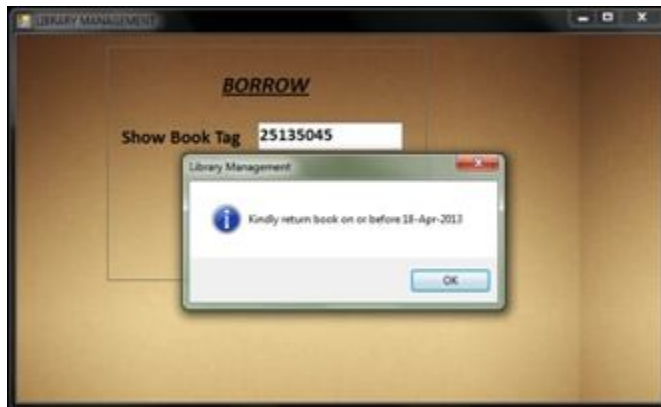 LIBRARY MANAGEMENT
BORROW
Show Book Tag 25135045
Library Management
Kindly return book on or before 18-Apr-2013
OK